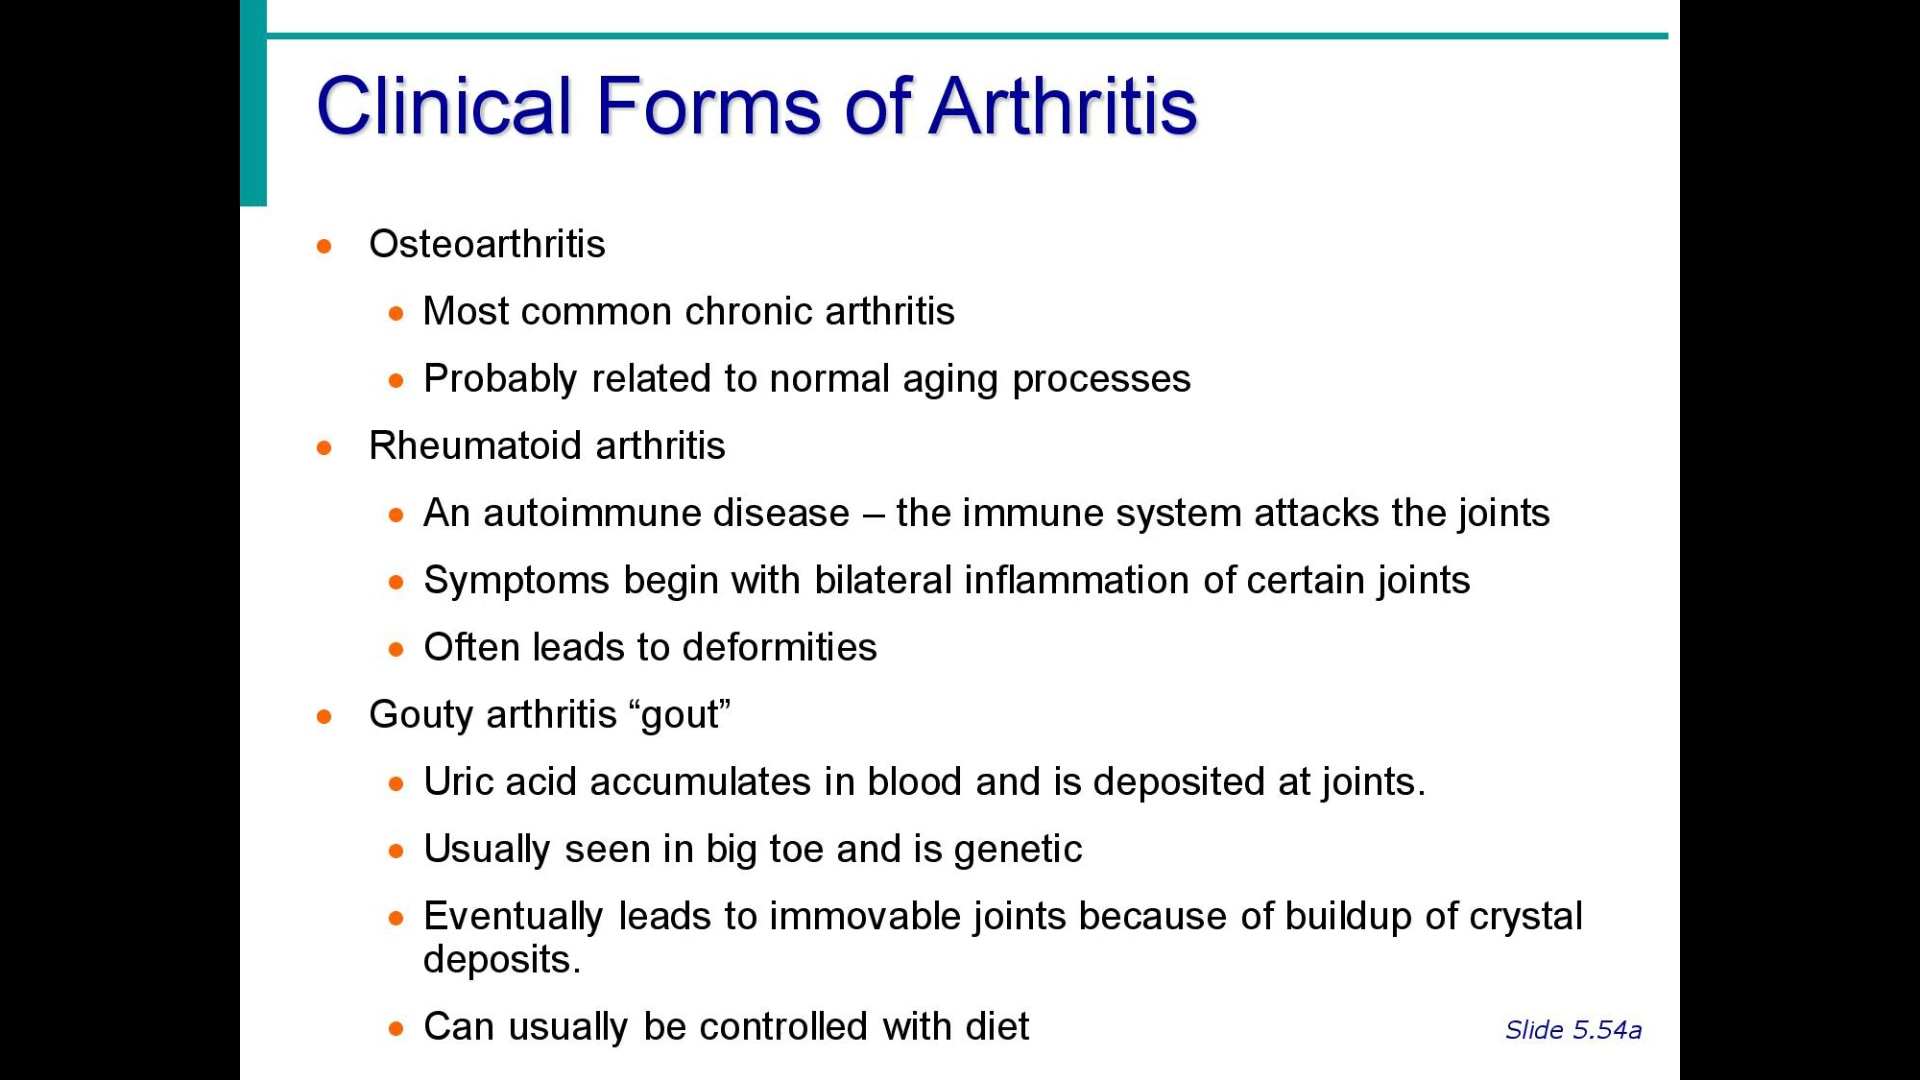 Clinical Forms of Arthritis
Osteoarthritis
Most common chronic arthritis
Probably related to normal aging processes
Rheumatoid arthritis
An autoimmune disease – the immune system attacks the joints
Symptoms begin with bilateral inflammation of certain joints
Often leads to deformities
Gouty arthritis “gout”
Uric acid accumulates in blood and is deposited at joints.
Usually seen in big toe and is genetic
Eventually leads to immovable joints because of buildup of crystal
deposits.
Can usually be controlled with diet
Slide 5.54a